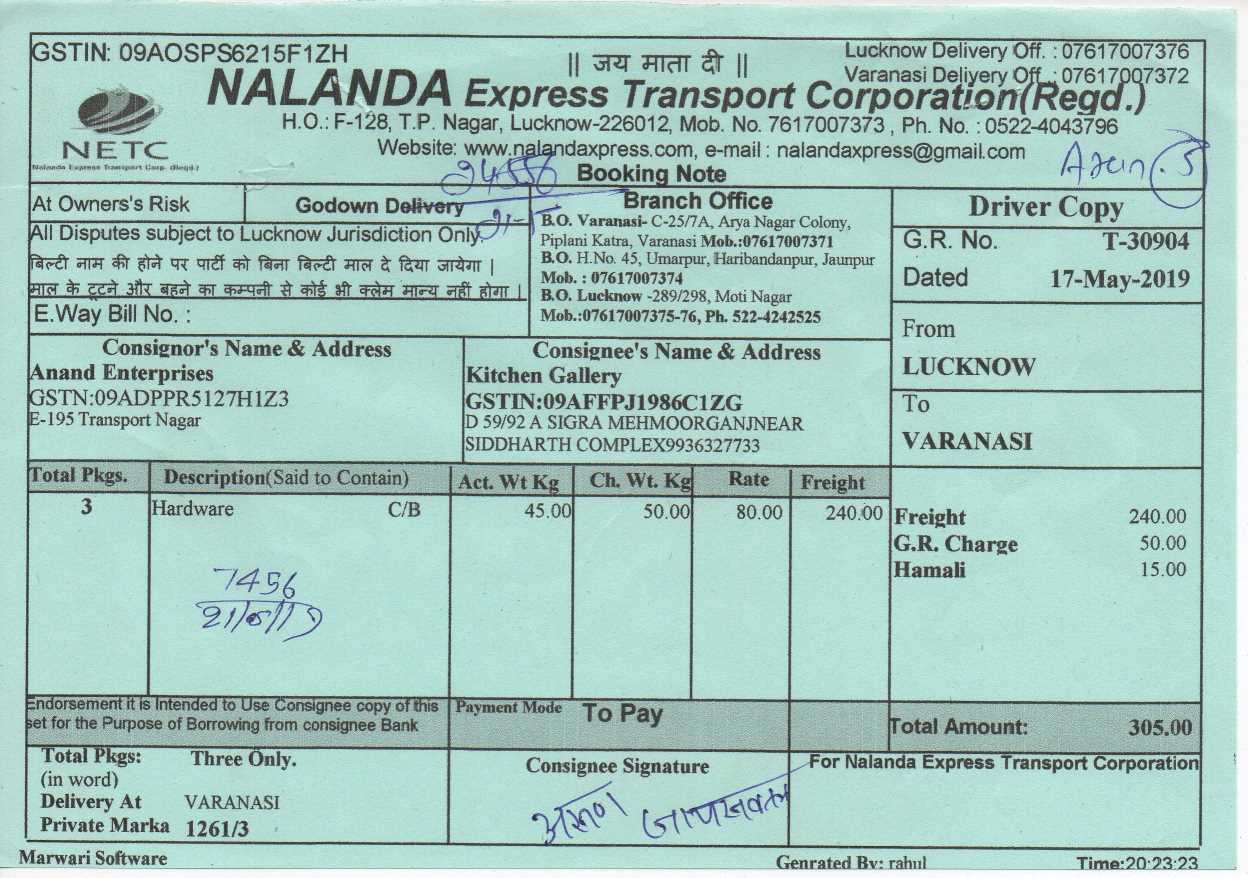 GSTIN: 09AOSPS6215F1ZH
|| जय माता दी ||
Lucknow Delivery Off. : 07617007376
Varanasi Delivery Off. : 07617007372
NALANDA Express Transport Corporation(Regd.)
H.O.: F-128, T.P. Nagar, Lucknow-226012, Mob. No. 7617007373 , Ph. No. : 0522-4043796
NETC
Nalanda Express Transport Corp. (Regd.)
Website: www.nalandaxpress.com, e-mail : nalandaxpress@gmail.com
24556
Booking Note
At Owners's Risk
Godown Delivery
All Disputes subject to Lucknow Jurisdiction Only.
बिल्टी नाम की होने पर पार्टी को बिना बिल्टी माल दे दिया जायेगा |
माल के टूटने और बहने का कम्पनी से कोई भी क्लेम मान्य नहीं होगा |
E.Way Bill No. :
Branch Office
B.O. Varanasi- C-25/7A, Arya Nagar Colony,
Piplani Katra, Varanasi Mob.:07617007371
B.O. H.No. 45, Umarpur, Haribandanpur, Jaunpur
Mob. : 07617007374
B.O. Lucknow -289/298, Moti Nagar
Mob.:07617007375-76, Ph. 522-4242525
Driver Copy
G.R. No. T-30904
Dated 17-May-2019
From
LUCKNOW
To
VARANASI
Consignor's Name & Address
Anand Enterprises
GSTN:09ADPPR5127H1Z3
E-195 Transport Nagar
Consignee's Name & Address
Kitchen Gallery
GSTIN:09AFFPJ1986C1ZG
D 59/92 A SIGRA MEHMOORGANJNEAR
SIDDHARTH COMPLEX9936327733
Total Pkgs. Description(Said to Contain) Act. Wt Kg Ch. Wt. Kg Rate Freight
3 Hardware C/B 45.00 50.00 80.00 240.00
Freight 240.00
G.R. Charge 50.00
Hamali 15.00
7456
Endorsement it is Intended to Use Consignee copy of this
set for the Purpose of Borrowing from consignee Bank
Payment Mode To Pay
Total Amount: 305.00
Total Pkgs: Three Only.
(in word)
Delivery At VARANASI
Private Marka 1261/3
Consignee Signature
For Nalanda Express Transport Corporation
Marwari Software
Genrated By: rahul
Time:20:23:23